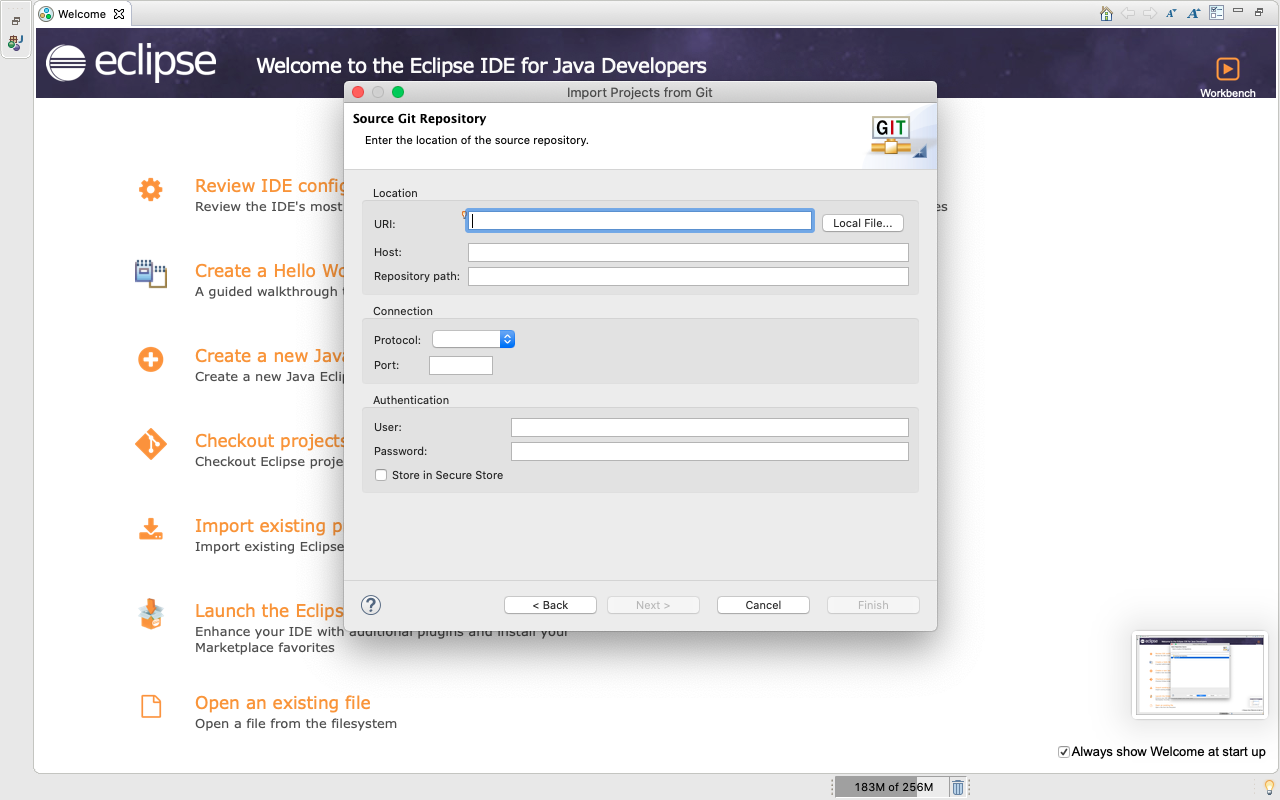 Welcome
eclipse
Welcome to the Eclipse IDE for Java Developers
Workbench
Import Projects from Git
Source Git Repository
Enter the location of the source repository.
GIT
Review IDE config
Review the IDE's most
es
Location
URI:
Local File...
Host:
Repository path:
Create a Hello Wo
A guided walkthrough t
Connection
Protocol:
Port:
Create a new Java
Create a new Java Eclip
Authentication
User:
Password:
Store in Secure Store
Checkout projects
Checkout Eclipse proje
Import existing p
Import existing Eclipse
? < Back Next > Cancel Finish
Launch the Eclips
Enhance your IDE with additional plugins and install your
Marketplace favorites
Open an existing file
Open a file from the filesystem
Always show Welcome at start up
183M of 256M